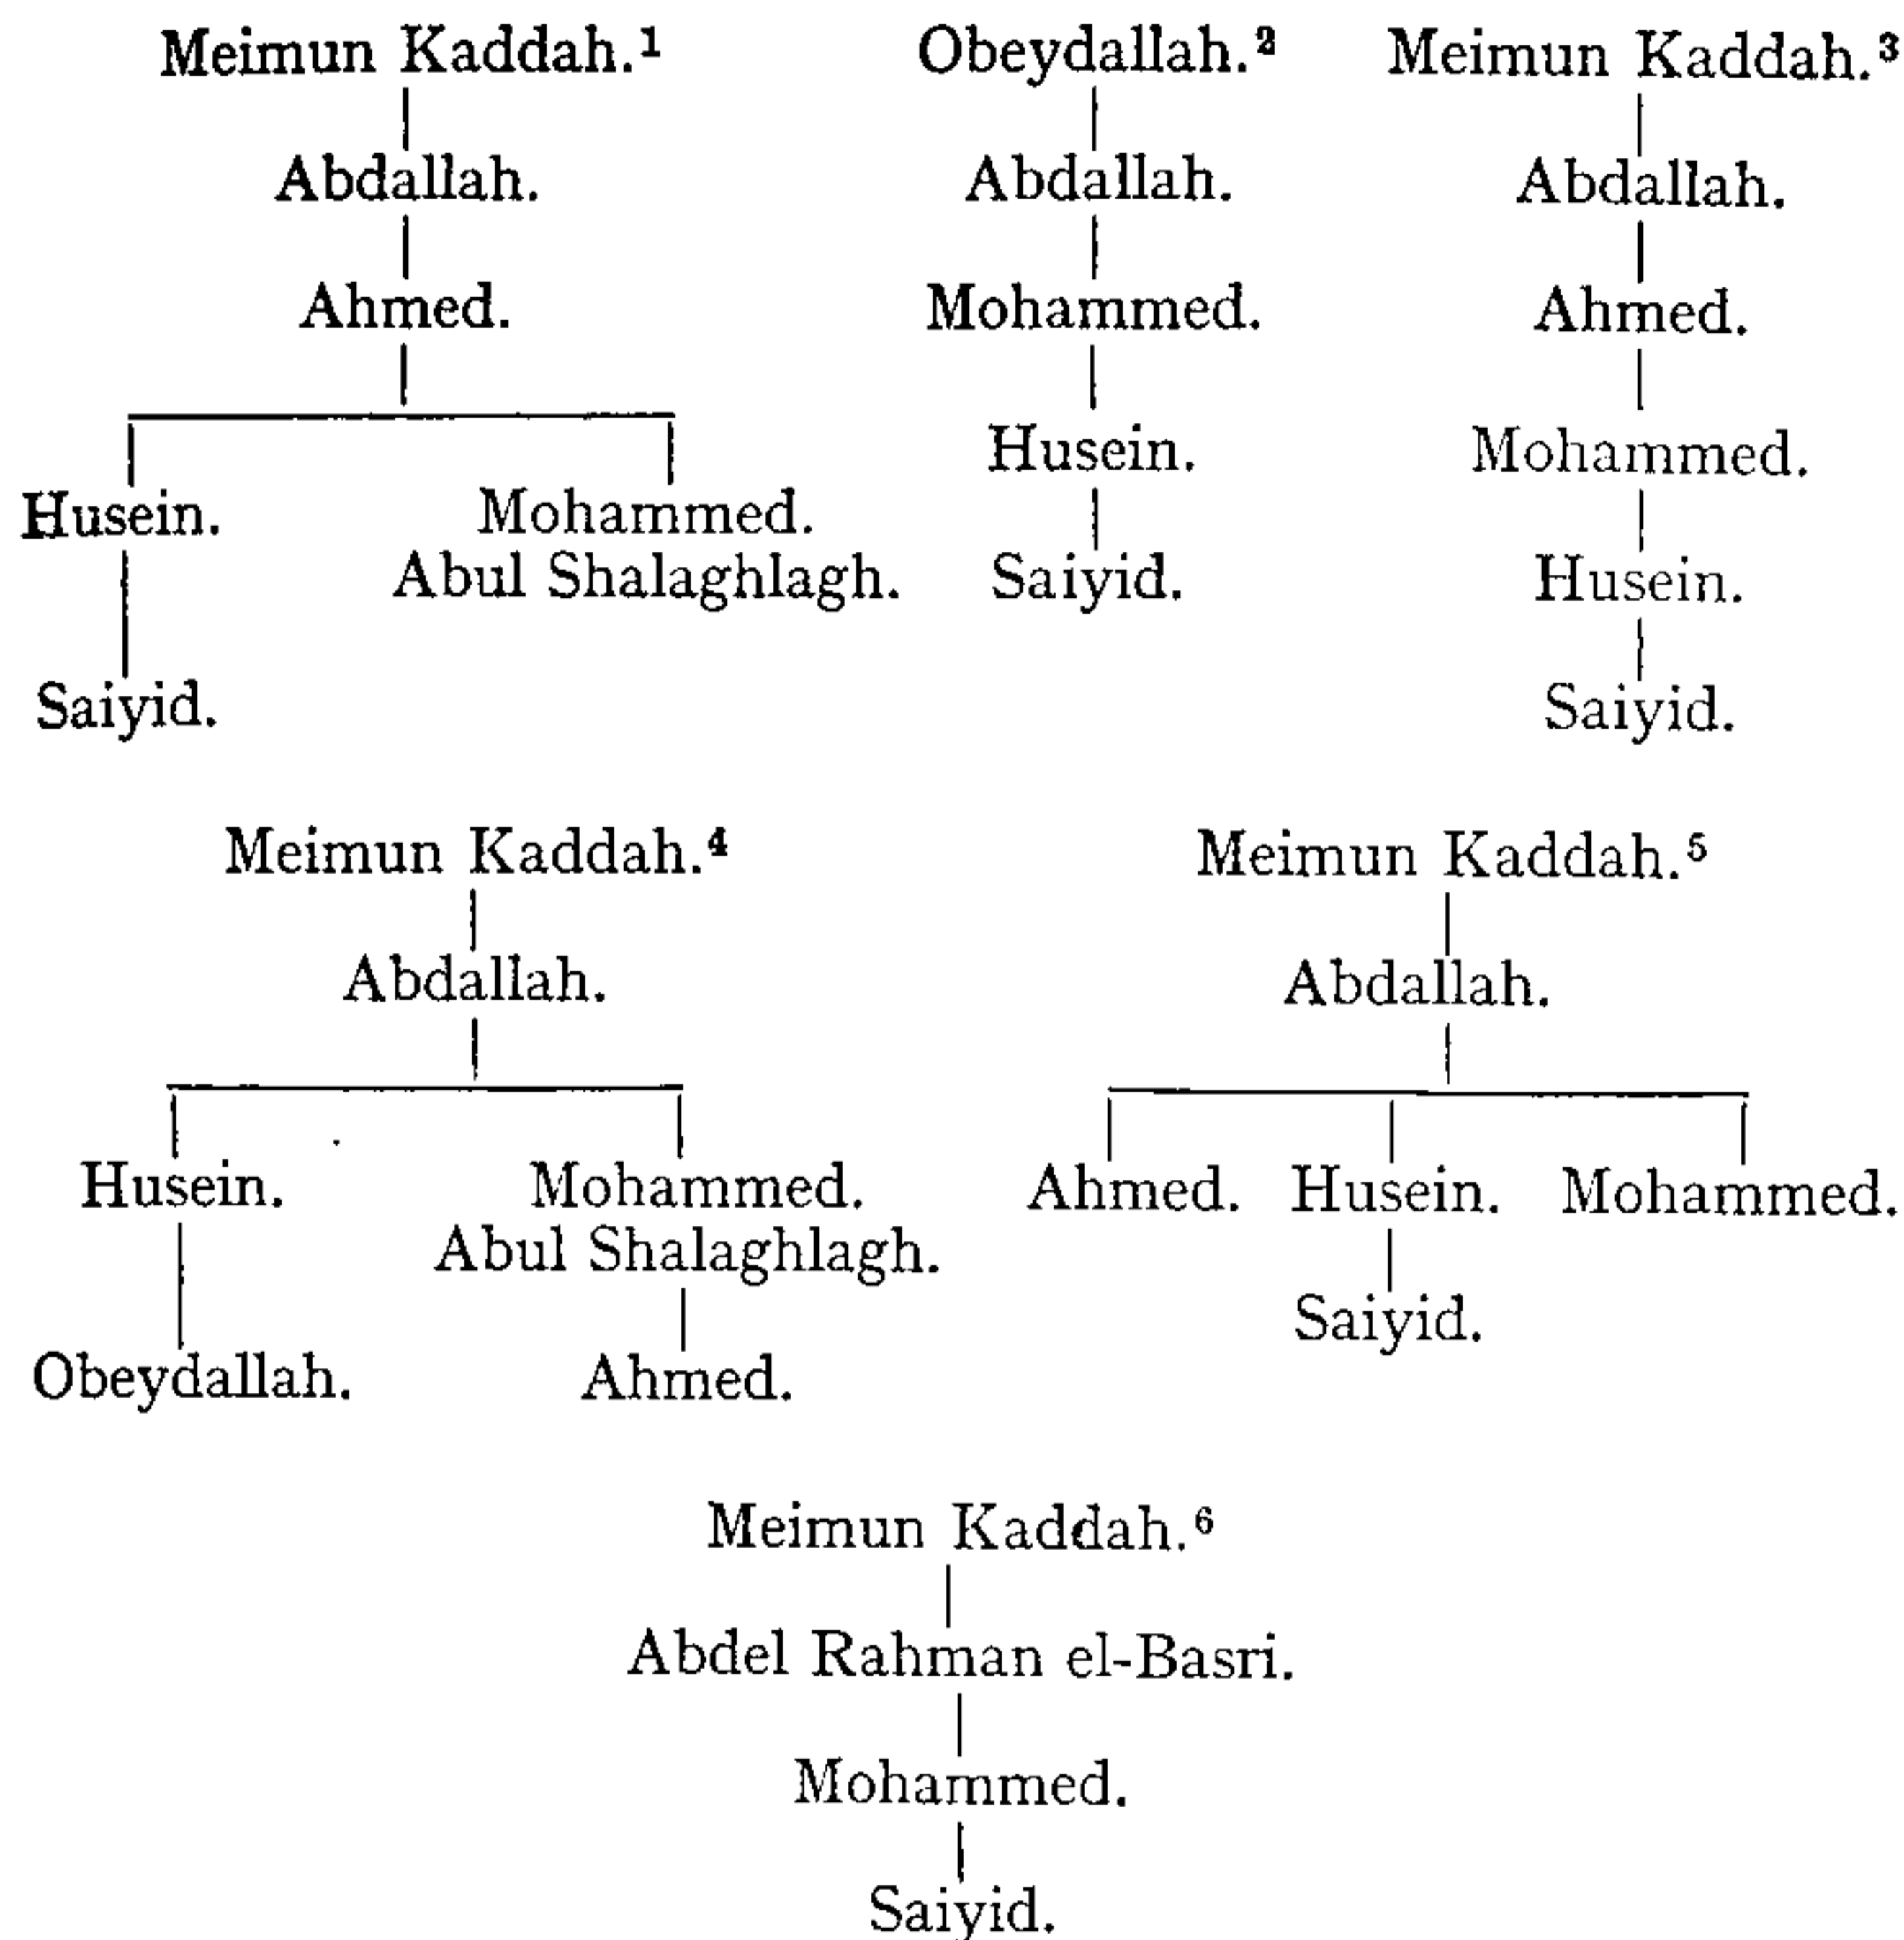 Meimun Kaddah.¹ Obeydallah.² Meimun Kaddah.³
Abdallah. Abdallah. Abdallah.
Ahmed. Mohammed. Ahmed.
Husein. Mohammed.
Husein. Mohammed.
Abul Shalaghlagh. Saiyid. Husein.
Saiyid. Saiyid.
Meimun Kaddah.⁴ Meimun Kaddah.⁵
Abdallah. Abdallah.
Husein. Mohammed. Ahmed. Husein. Mohammed.
Abul Shalaghlagh.
Saiyid.
Obeydallah. Ahmed.
Meimun Kaddah.⁶
Abdel Rahman el-Basri.
Mohammed.
Saiyid.